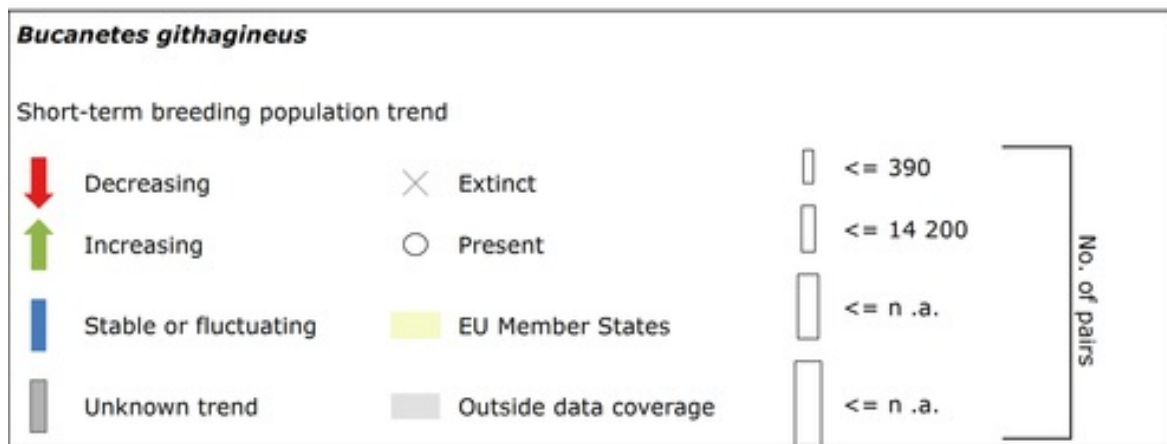 Bucanetes githagineus
Short-term breeding population trend
Decreasing
Extinct
<= 390
Increasing
Present
<= 14 200
Stable or fluctuating
EU Member States
<= n .a.
Unknown trend
Outside data coverage
<= n .a.
No. of pairs